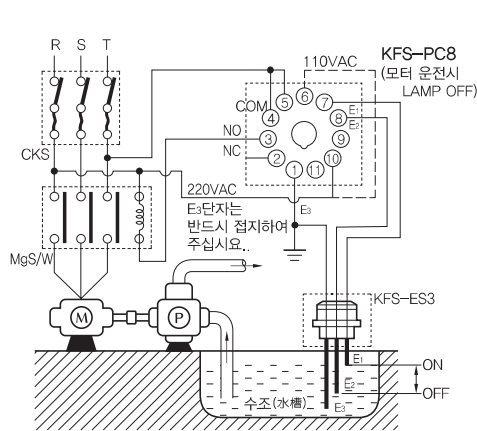 R S T
110VAC
KFS-PC8
(모터 운전시
LAMP OFF)
COM
5
6
7
E1
4
8
E2
NO
3
9
NC
2
10
1
11
CKS
220VAC
E3
E3단자는
반드시 접지하여
주십시요..
MgS/W
KFS-ES3
M
P
E1
ON
E2
OFF
수조(水槽)
E3